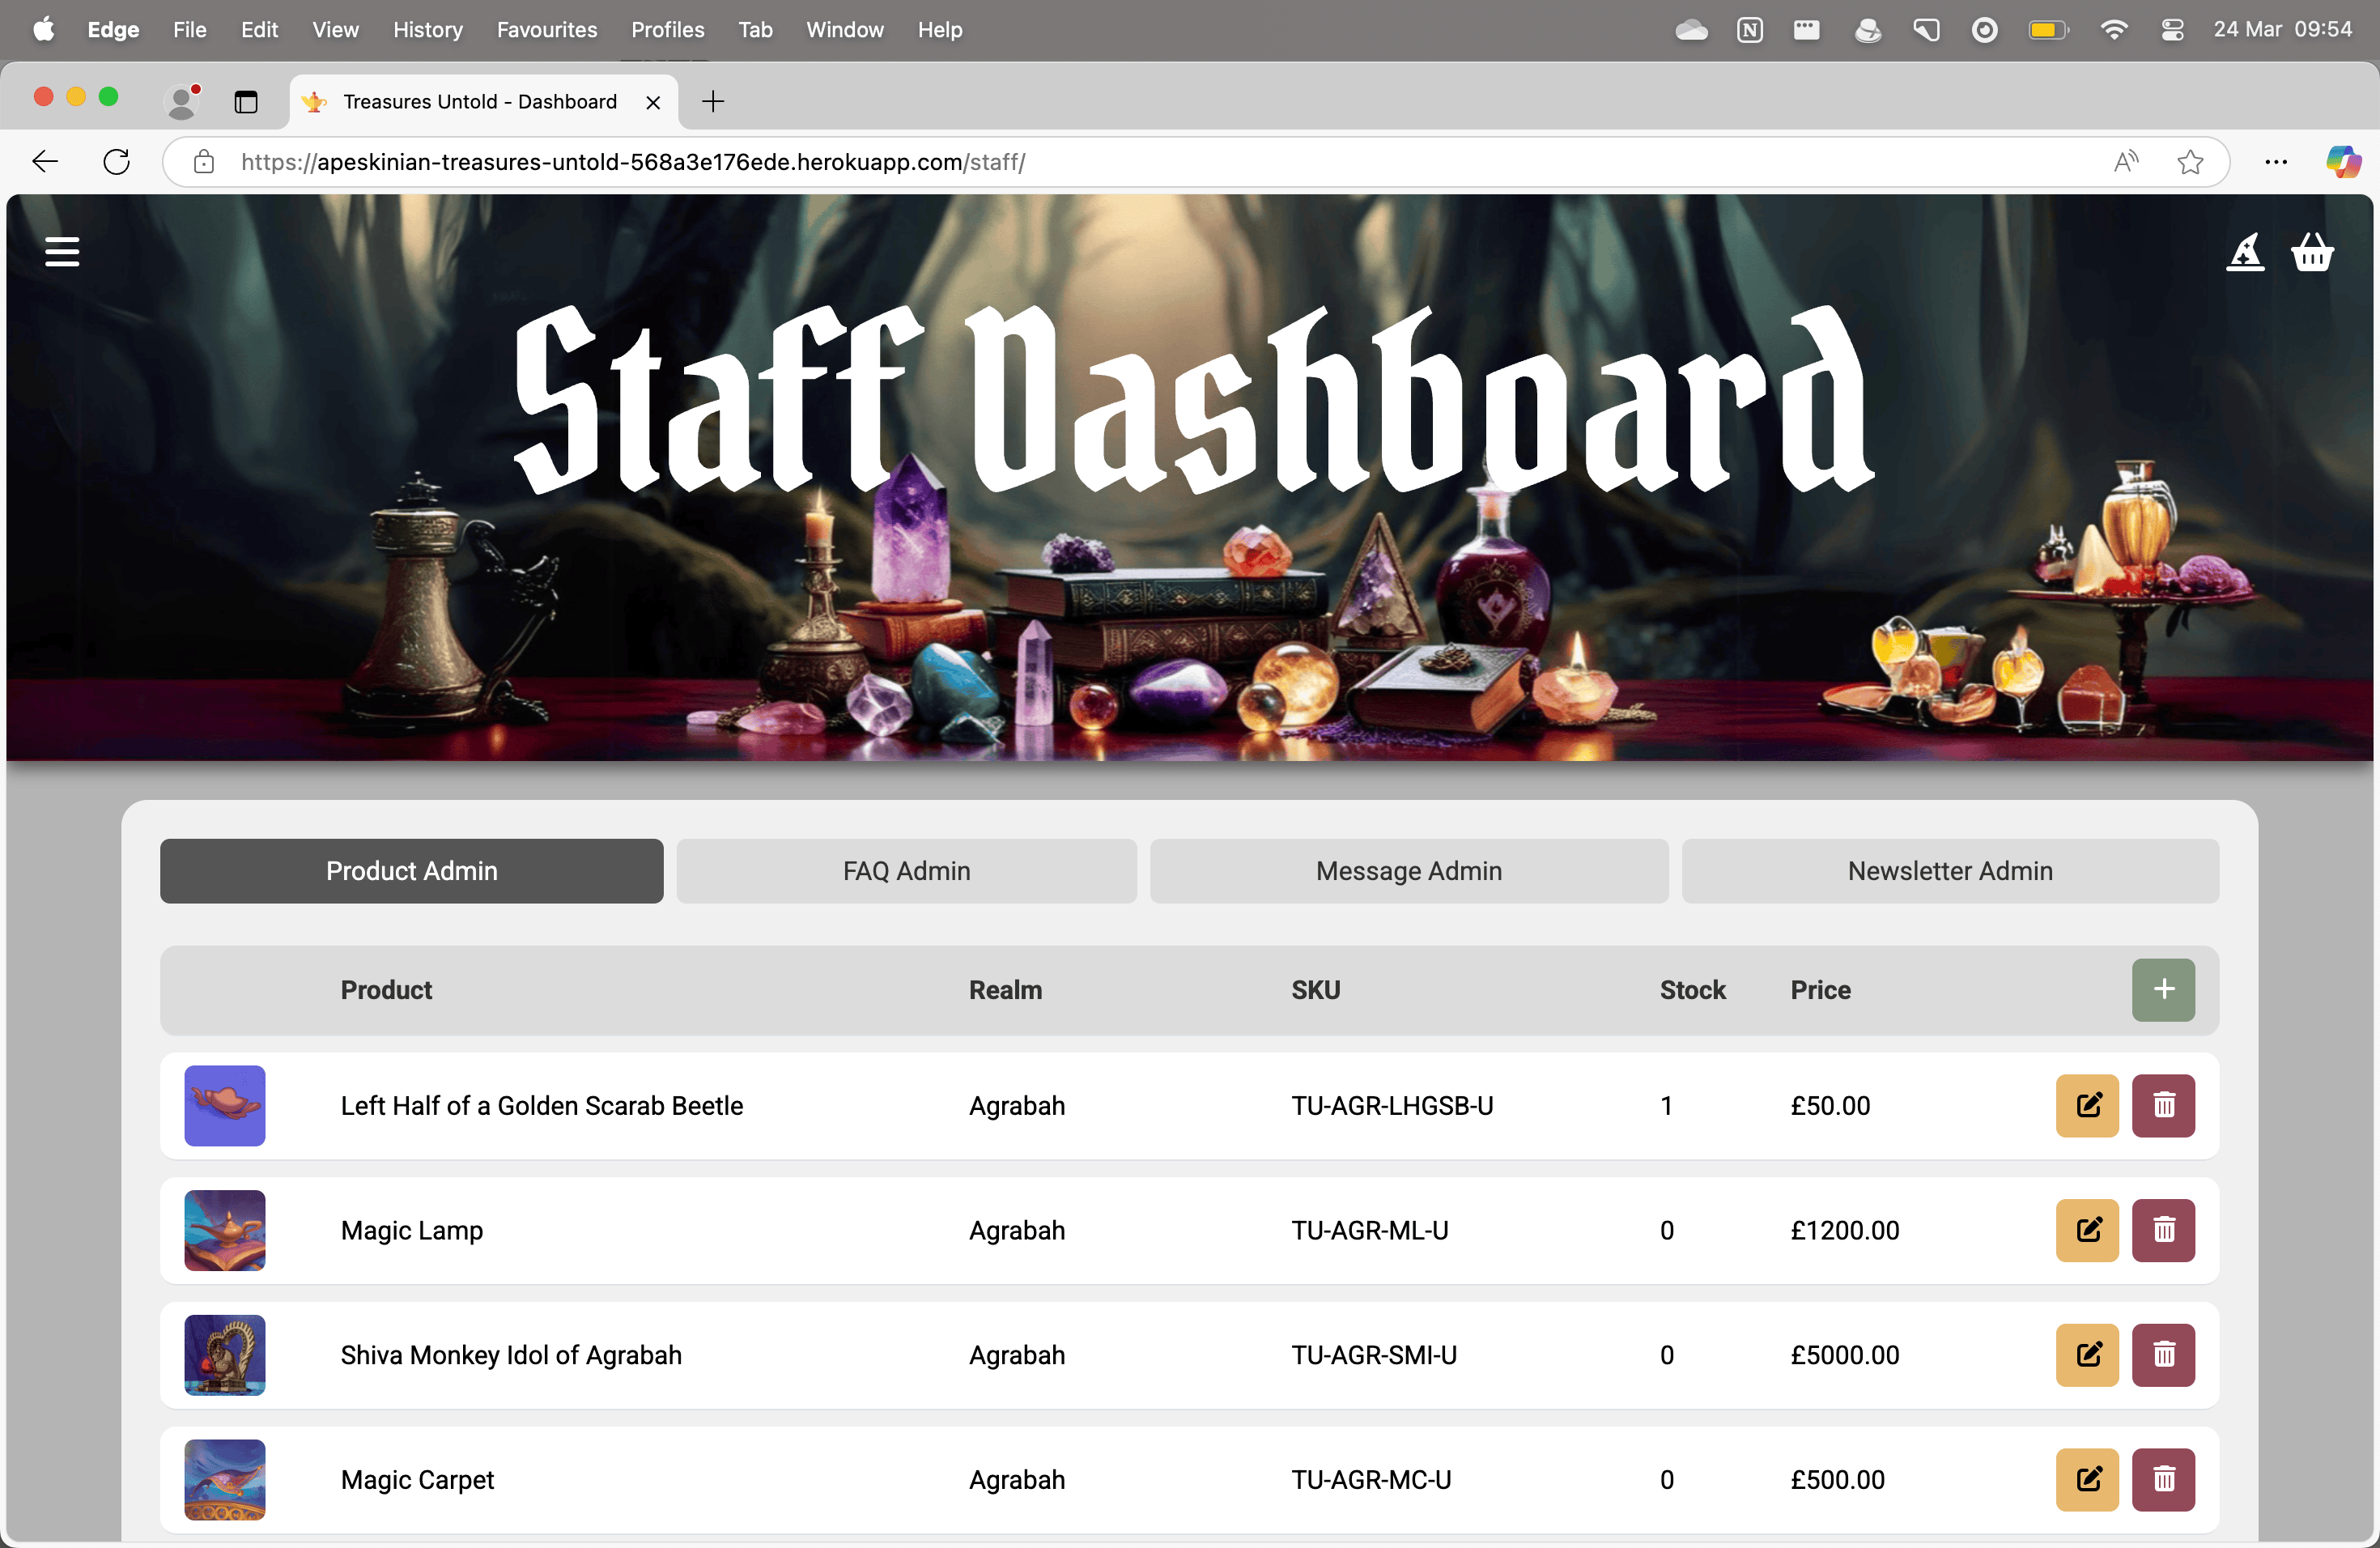 Edge File Edit View History Favourites Profiles Tab Window Help 24 Mar 09:54
Treasures Untold - Dashboard
https://apeskinian-treasures-untold-568a3e176ede.herokuapp.com/staff/
Staff Dashboard
Product Admin FAQ Admin Message Admin Newsletter Admin
Product Realm SKU Stock Price
Left Half of a Golden Scarab Beetle Agrabah TU-AGR-LHGSB-U 1 £50.00
Magic Lamp Agrabah TU-AGR-ML-U 0 £1200.00
Shiva Monkey Idol of Agrabah Agrabah TU-AGR-SMI-U 0 £5000.00
Magic Carpet Agrabah TU-AGR-MC-U 0 £500.00